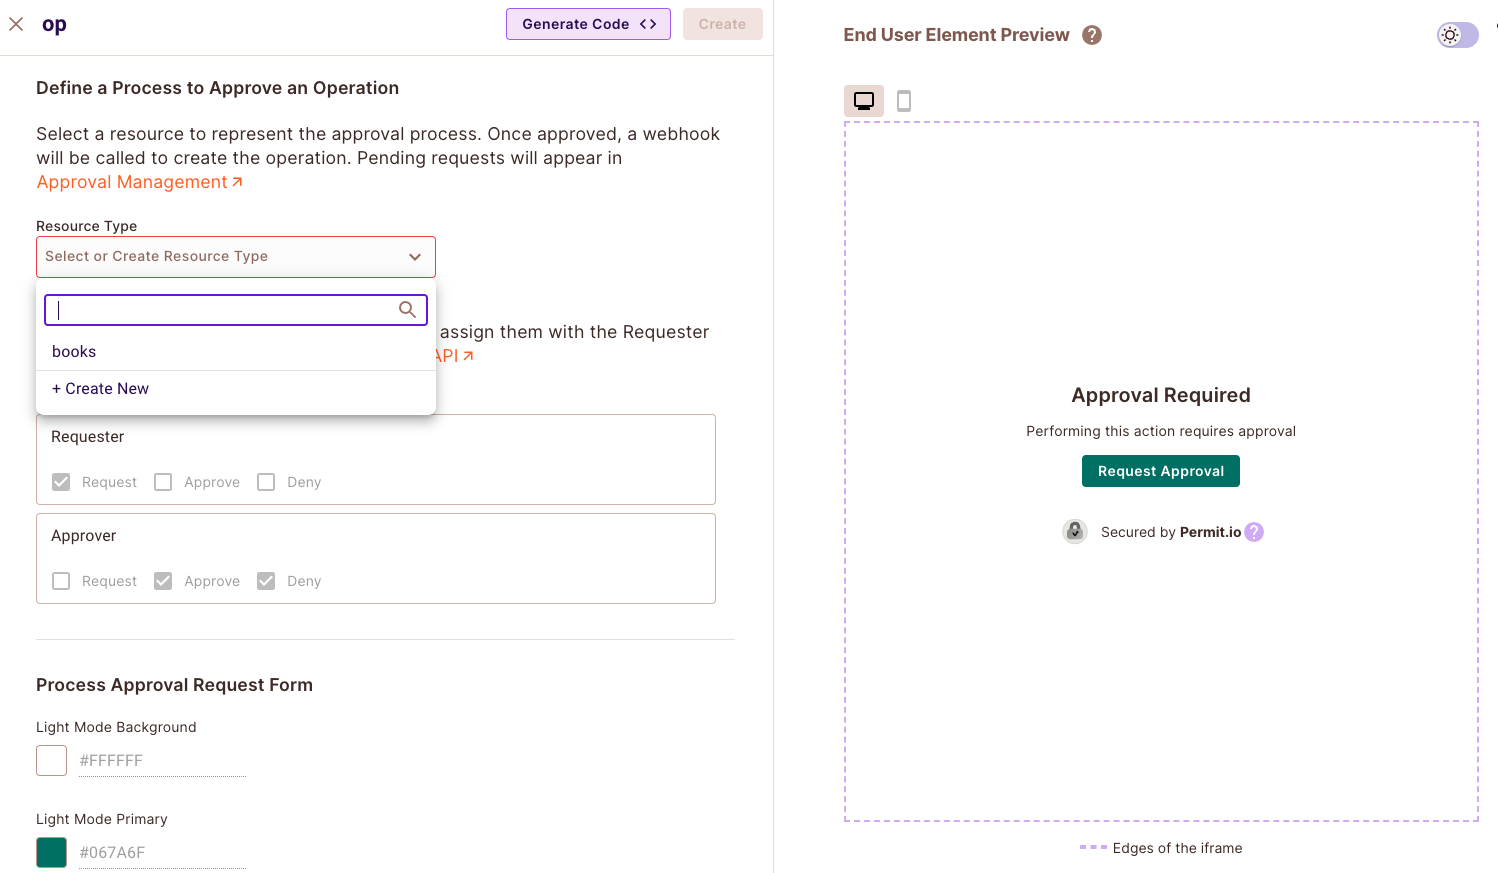 op
Generate Code <>
Create
Define a Process to Approve an Operation
Select a resource to represent the approval process. Once approved, a webhook
will be called to create the operation. Pending requests will appear in
Approval Management
Resource Type
Select or Create Resource Type
books
+ Create New
assign them with the Requester
API
Requester
Request
Approve
Deny
Approver
Request
Approve
Deny
Process Approval Request Form
Light Mode Background
#FFFFFF
Light Mode Primary
#067A6F
End User Element Preview ?
Approval Required
Performing this action requires approval
Request Approval
Secured by Permit.io ?
Edges of the iframe